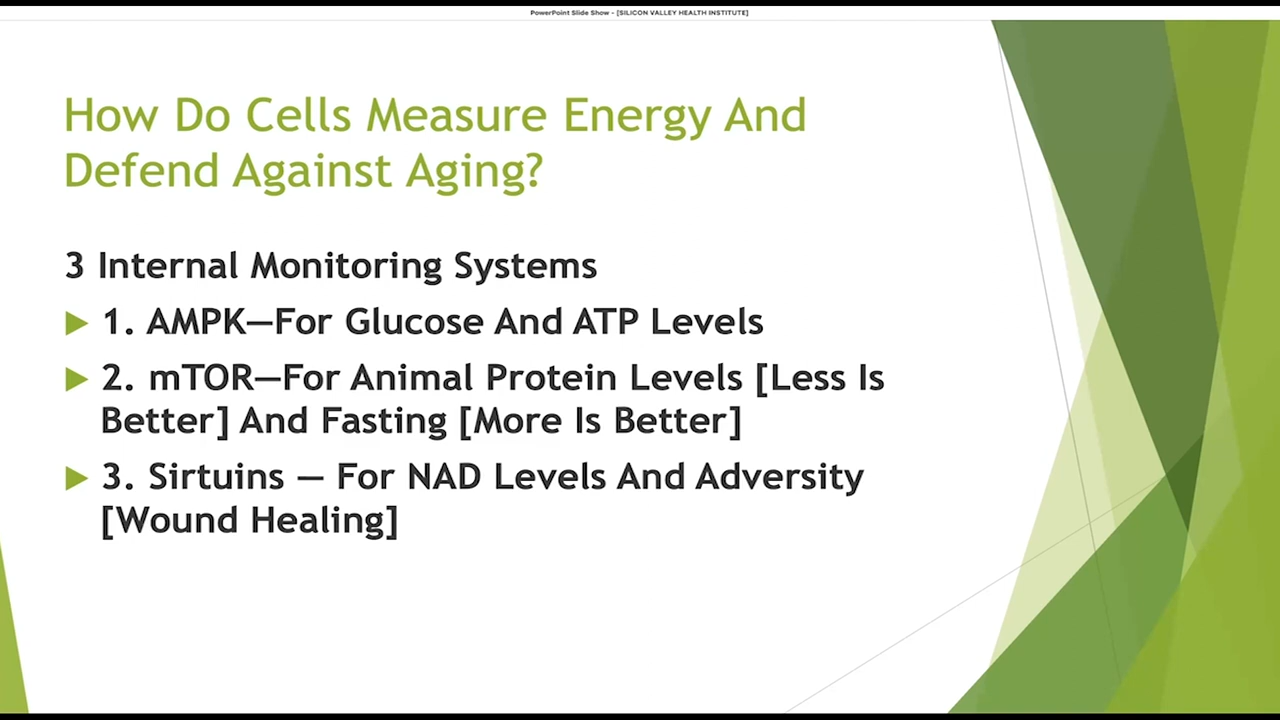 PowerPoint Slide Show - [SILICON VALLEY HEALTH INSTITUTE]
How Do Cells Measure Energy And
Defend Against Aging?
3 Internal Monitoring Systems
1. AMPK—For Glucose And ATP Levels
2. mTOR—For Animal Protein Levels [Less Is
Better] And Fasting [More Is Better]
3. Sirtuins — For NAD Levels And Adversity
[Wound Healing]